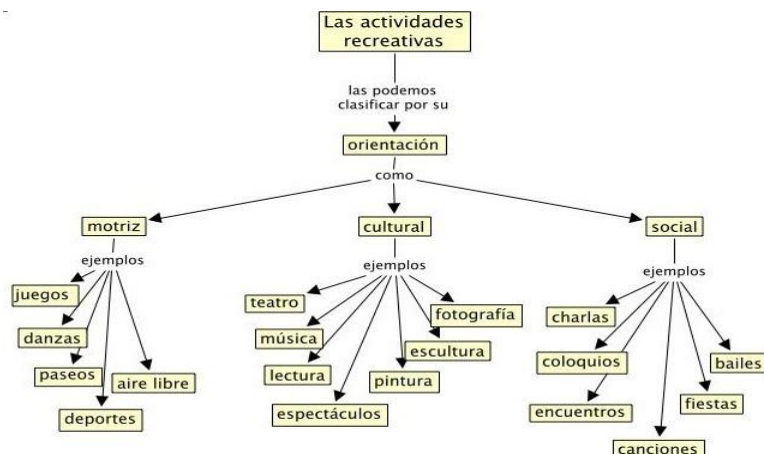 Las actividades
recreativas
las podemos
clasificar por su
orientación
como
motriz
cultural
social
ejemplos
ejemplos
ejemplos
juegos
danzas
paseos
aire libre
deportes
teatro
música
lectura
espectáculos
pintura
escultura
fotografía
charlas
coloquios
encuentros
canciones
fiestas
bailes